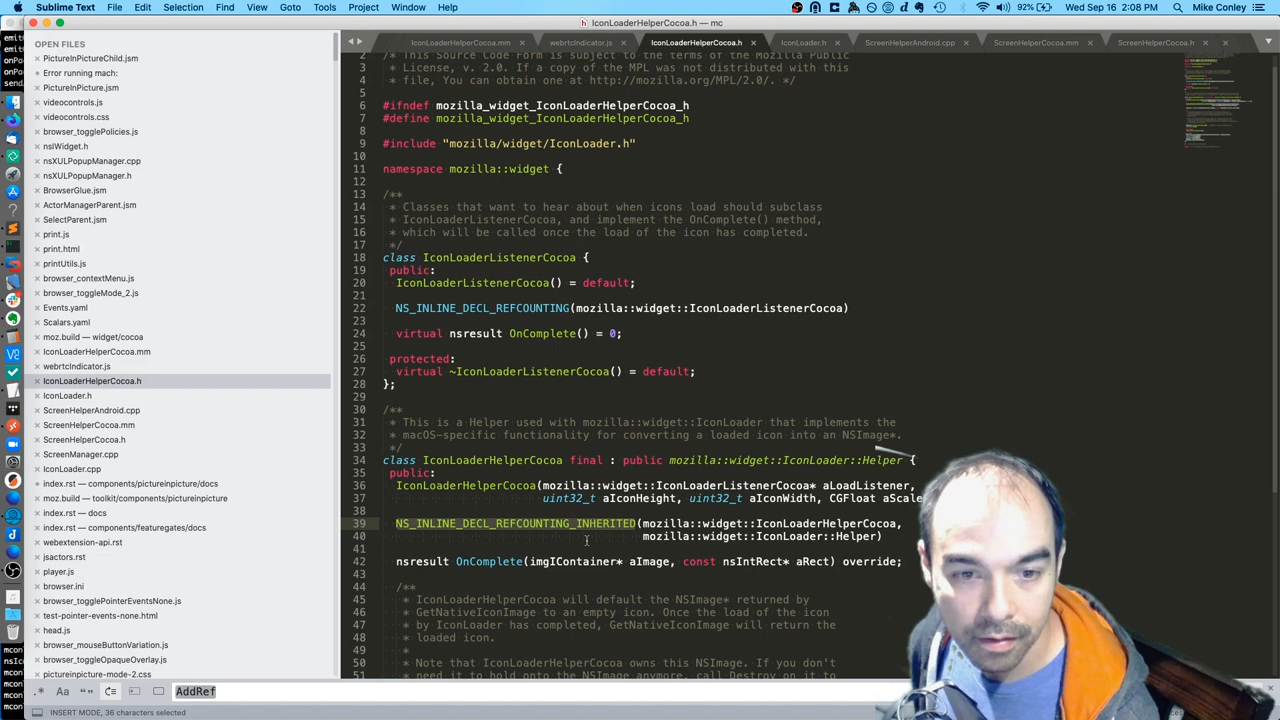 Sublime Text File Edit Selection Find View Goto Tools Project Window Help 92% Wed Sep 16 2:08 PM Mike Conley
IconLoaderHelperCocoa.h — mc
OPEN FILES
PictureInPictureChild.jsm
Error running mach:
PictureInPicture.jsm
videocontrols.js
videocontrols.css
browser_togglePolicies.js
nsIWidget.h
nsXULPopupManager.cpp
nsXULPopupManager.h
BrowserGlue.jsm
ActorManagerParent.jsm
SelectParent.jsm
print.js
print.html
printUtils.js
browser_contextMenu.js
browser_toggleMode_2.js
Events.yaml
Scalars.yaml
moz.build — widget/cocoa
IconLoaderHelperCocoa.mm
webrtcIndicator.js
IconLoaderHelperCocoa.h
IconLoader.h
ScreenHelperAndroid.cpp
ScreenHelperCocoa.mm
ScreenHelperCocoa.h
ScreenManager.cpp
IconLoader.cpp
index.rst — components/pictureinpicture/docs
moz.build — toolkit/components/pictureinpicture
index.rst — docs
index.rst — components/featuregates/docs
webextension-api.rst
jsactors.rst
player.js
browser.ini
browser_togglePointerEventsNone.js
test-pointer-events-none.html
head.js
browser_mouseButtonVariation.js
browser_toggleOpaqueOverlay.js
pictureinpicture-mode-2.css
IconLoaderHelperCocoa.mm webrtcIndicator.js IconLoaderHelperCocoa.h IconLoader.h ScreenHelperAndroid.cpp ScreenHelperCocoa.mm ScreenHelperCocoa.h
2 /* This Source Code Form is subject to the terms of the Mozilla Public
3 * License, v. 2.0. If a copy of the MPL was not distributed with this
4 * file, You can obtain one at http://mozilla.org/MPL/2.0/. */
5
6 #ifndef mozilla_widget_IconLoaderHelperCocoa_h
7 #define mozilla_widget_IconLoaderHelperCocoa_h
8
9 #include "mozilla/widget/IconLoader.h"
10
11 namespace mozilla::widget {
12
13 /**
14 * Classes that want to hear about when icons load should subclass
15 * IconLoaderListenerCocoa, and implement the OnComplete() method,
16 * which will be called once the load of the icon has completed.
17 */
18 class IconLoaderListenerCocoa {
19 public:
20 IconLoaderListenerCocoa() = default;
21
22 NS_INLINE_DECL_REFCOUNTING(mozilla::widget::IconLoaderListenerCocoa)
23
24 virtual nsresult OnComplete() = 0;
25
26 protected:
27 virtual ~IconLoaderListenerCocoa() = default;
28 };
29
30 /**
31 * This is a Helper used with mozilla::widget::IconLoader that implements the
32 * macOS-specific functionality for converting a loaded icon into an NSImage*.
33 */
34 class IconLoaderHelperCocoa final : public mozilla::widget::IconLoader::Helper {
35 public:
36 IconLoaderHelperCocoa(mozilla::widget::IconLoaderListenerCocoa* aLoadListener,
37 uint32_t aIconHeight, uint32_t aIconWidth, CGFloat aScale
38
39 NS_INLINE_DECL_REFCOUNTING_INHERITED(mozilla::widget::IconLoaderHelperCocoa,
40 mozilla::widget::IconLoader::Helper)
41
42 nsresult OnComplete(imgIContainer* aImage, const nsIntRect* aRect) override;
43
44 /**
45 * IconLoaderHelperCocoa will default the NSImage* returned by
46 * GetNativeIconImage to an empty icon. Once the load of the icon
47 * by IconLoader has completed, GetNativeIconImage will return the
48 * loaded icon.
49 *
50 * Note that IconLoaderHelperCocoa owns this NSImage. If you don't
51 * need it to hold onto the NSImage anymore, call Destroy on it to
.* Aa “” AddRef
INSERT MODE, 36 characters selected